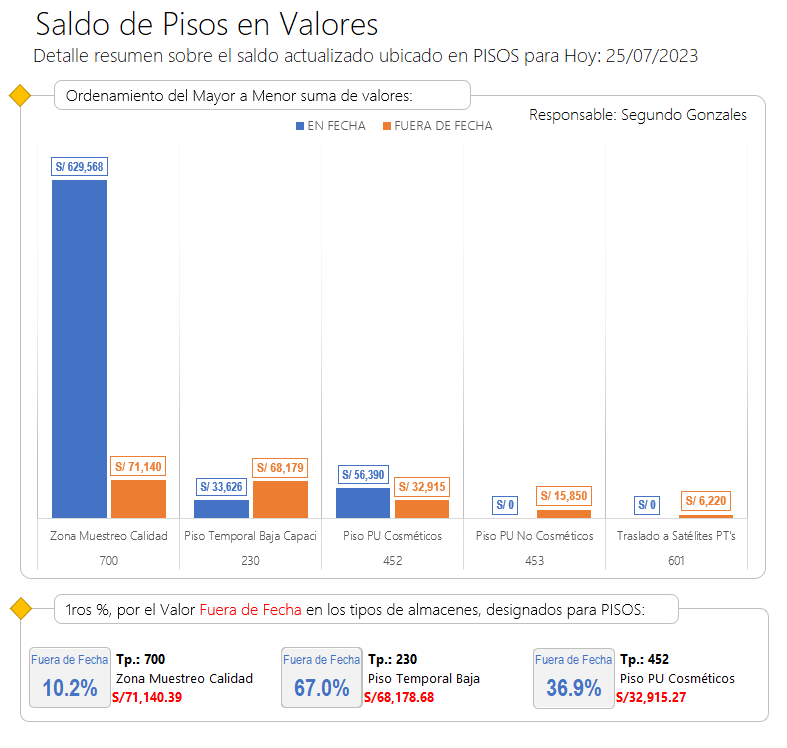 Saldo de Pisos en Valores
Detalle resumen sobre el saldo actualizado ubicado en PISOS para Hoy: 25/07/2023
Ordenamiento del Mayor a Menor suma de valores:
Responsable: Segundo Gonzales
EN FECHA FUERA DE FECHA
S/ 629,568
S/ 71,140
S/ 33,626
S/ 68,179
S/ 56,390
S/ 32,915
S/ 0
S/ 15,850
S/ 0
S/ 6,220
Zona Muestreo Calidad Piso Temporal Baja Capaci Piso PU Cosméticos Piso PU No Cosméticos Traslado a Satélites PT's
700 230 452 453 601
1ros %, por el Valor Fuera de Fecha en los tipos de almacenes, designados para PISOS:
Fuera de Fecha
10.2%
Tp.: 700
Zona Muestreo Calidad
S/71,140.39
Fuera de Fecha
67.0%
Tp.: 230
Piso Temporal Baja
S/68,178.68
Fuera de Fecha
36.9%
Tp.: 452
Piso PU Cosméticos
S/32,915.27